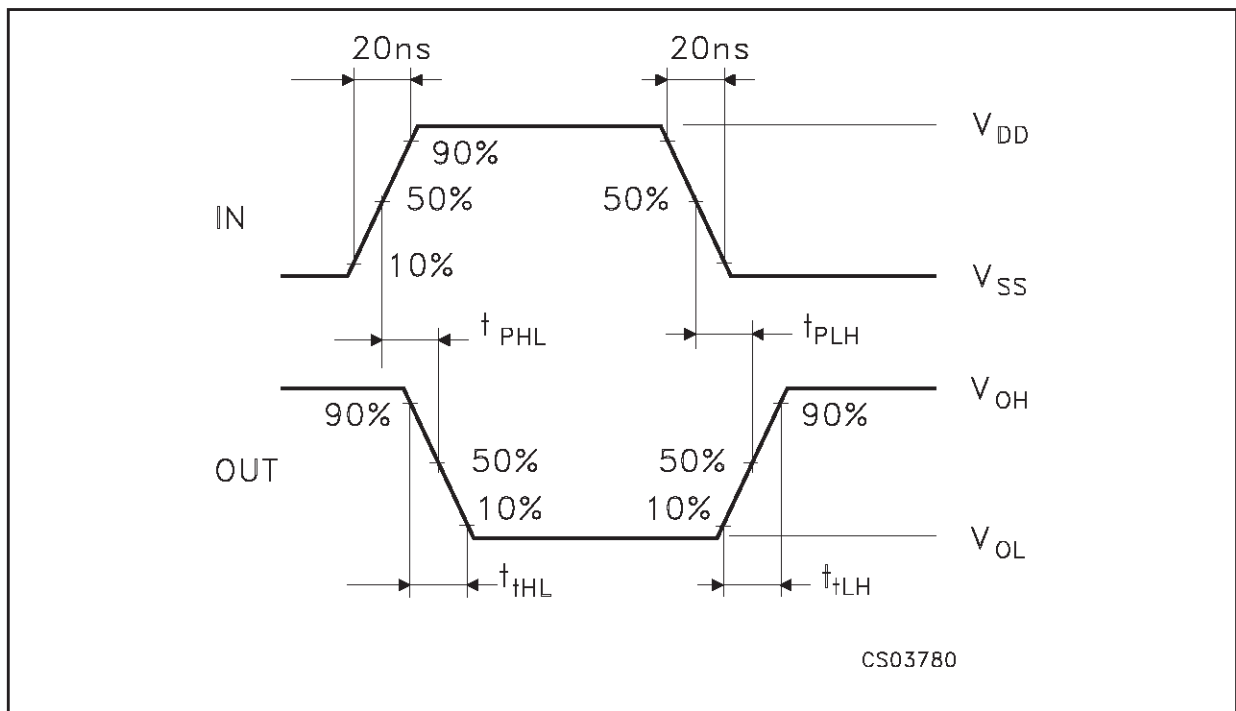 20ns 20ns
V_DD
90%
50% 50%
IN
10%
V_SS
t_PHL t_PLH
V_OH
90% 90%
50% 50%
OUT
10% 10%
V_OL
t_tHL t_tLH
CS03780